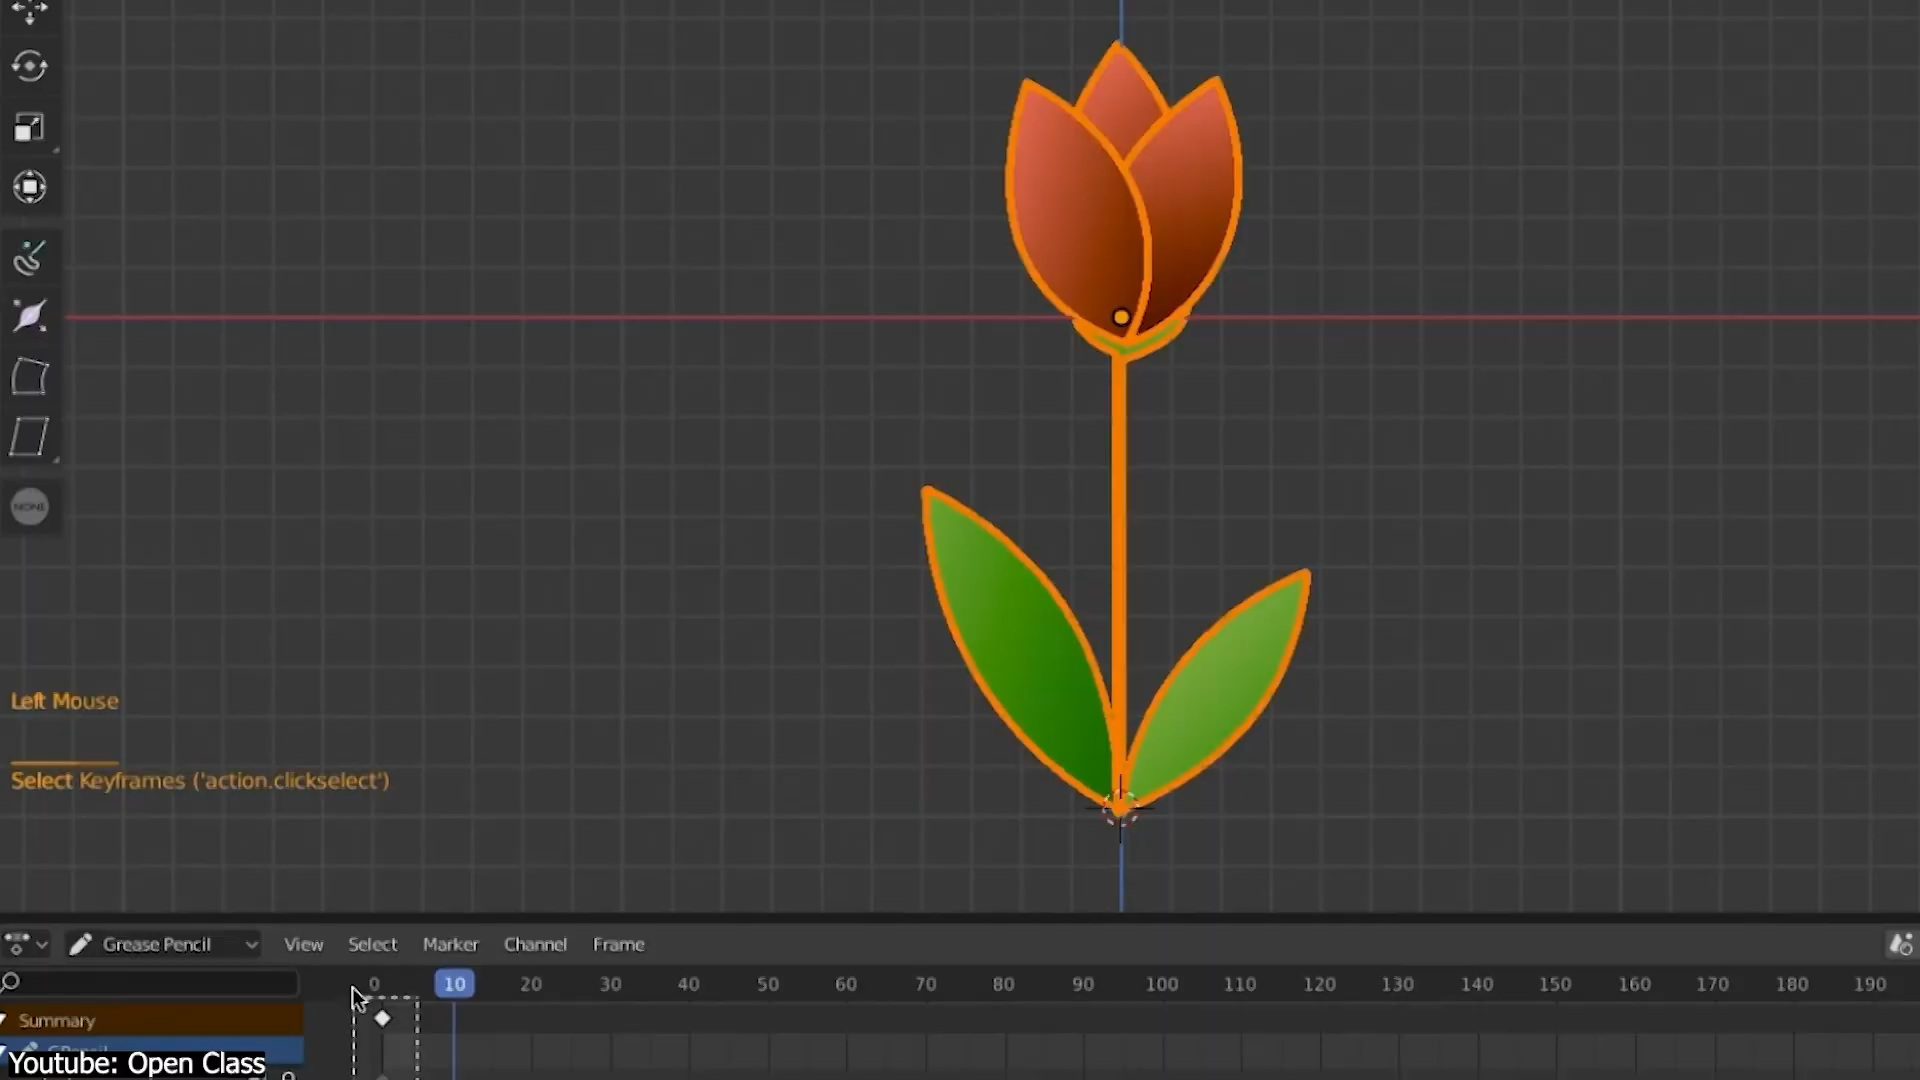 NONE
Left Mouse
Select Keyframes ('action.clickselect')
Grease Pencil View Select Marker Channel Frame
0 10 20 30 40 50 60 70 80 90 100 110 120 130 140 150 160 170 180 190
Summary
Youtube: Open Class